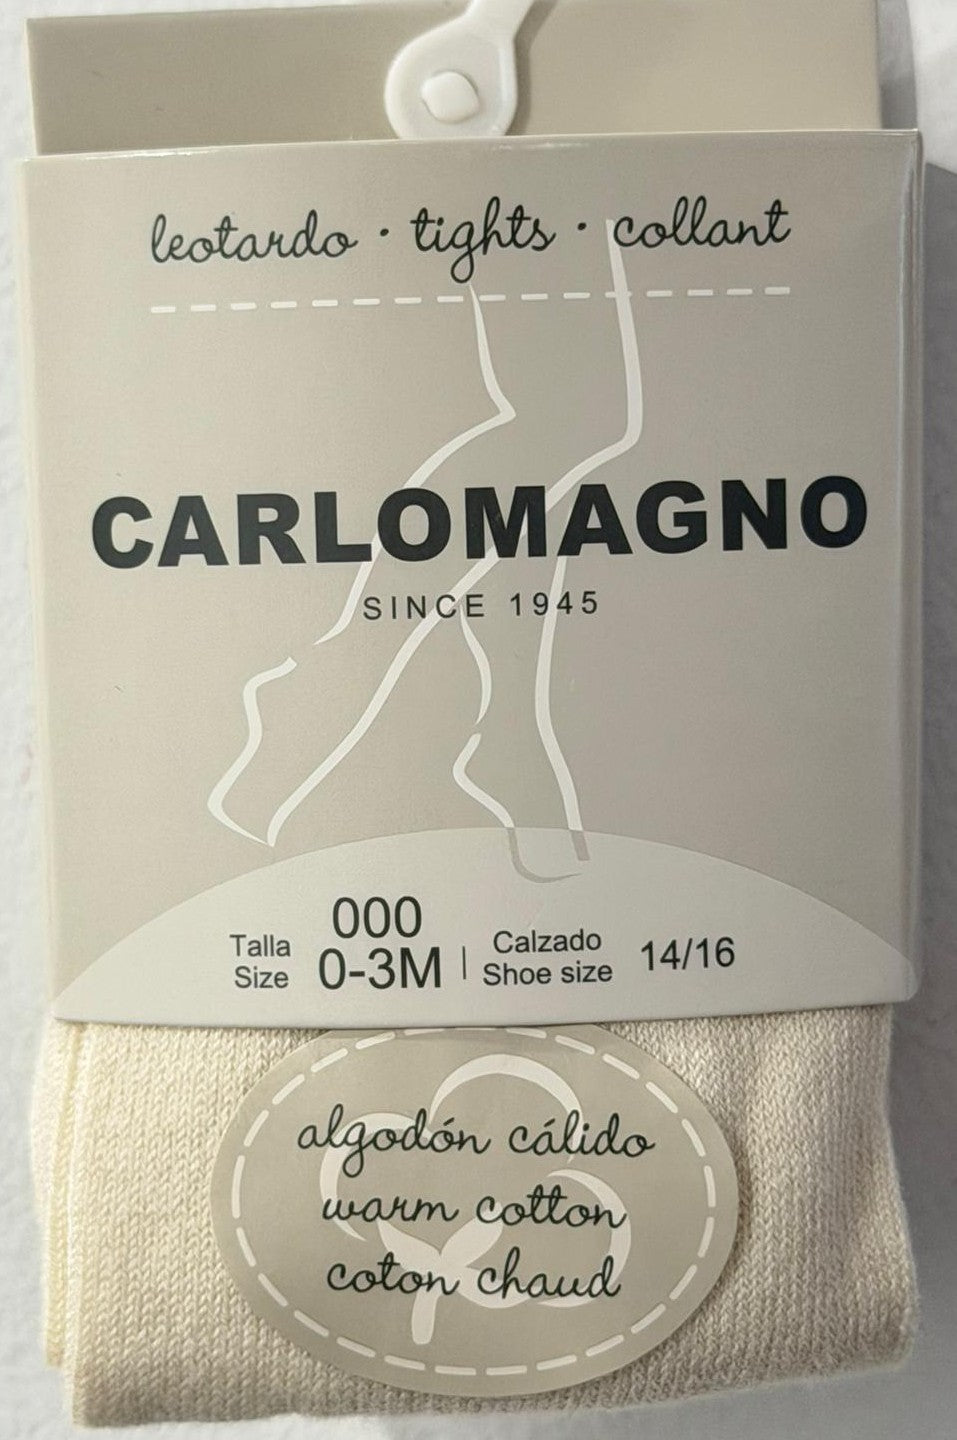 leotardo · tights · collant
CARLOMAGNO
SINCE 1945
Talla
Size
000
0-3M
Calzado
Shoe size
14/16
algodón cálido
warm cotton
coton chaud